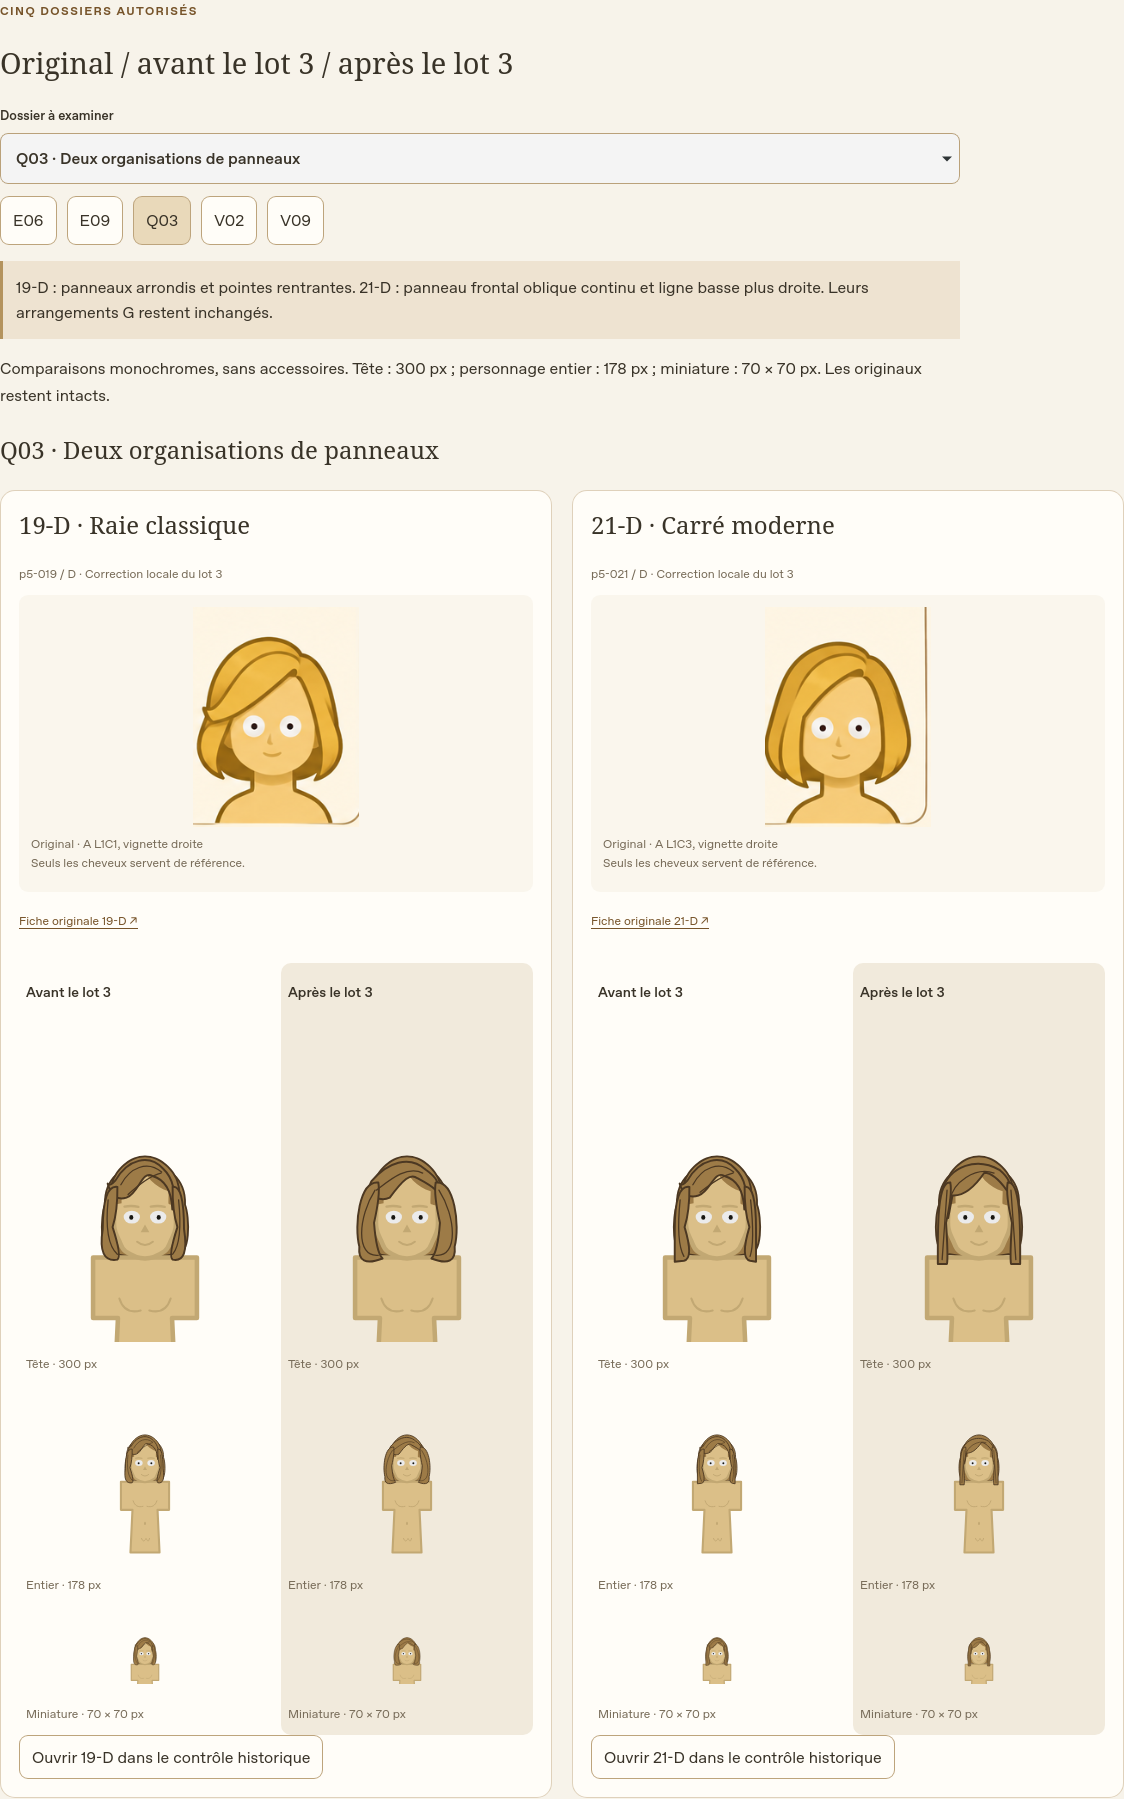 CINQ DOSSIERS AUTORISÉS
Original / avant le lot 3 / après le lot 3
Dossier à examiner
Q03 · Deux organisations de panneaux
E06
E09
Q03
V02
V09
19-D : panneaux arrondis et pointes rentrantes. 21-D : panneau frontal oblique continu et ligne basse plus droite. Leurs
arrangements G restent inchangés.
Comparaisons monochromes, sans accessoires. Tête : 300 px ; personnage entier : 178 px ; miniature : 70 × 70 px. Les originaux
restent intacts.
Q03 · Deux organisations de panneaux
19-D · Raie classique
p5-019 / D · Correction locale du lot 3
Original · A L1C1, vignette droite
Seuls les cheveux servent de référence.
Fiche originale 19-D ↗
Avant le lot 3
Après le lot 3
Tête · 300 px
Tête · 300 px
Entier · 178 px
Entier · 178 px
Miniature · 70 × 70 px
Miniature · 70 × 70 px
Ouvrir 19-D dans le contrôle historique
21-D · Carré moderne
p5-021 / D · Correction locale du lot 3
Original · A L1C3, vignette droite
Seuls les cheveux servent de référence.
Fiche originale 21-D ↗
Avant le lot 3
Après le lot 3
Tête · 300 px
Tête · 300 px
Entier · 178 px
Entier · 178 px
Miniature · 70 × 70 px
Miniature · 70 × 70 px
Ouvrir 21-D dans le contrôle historique